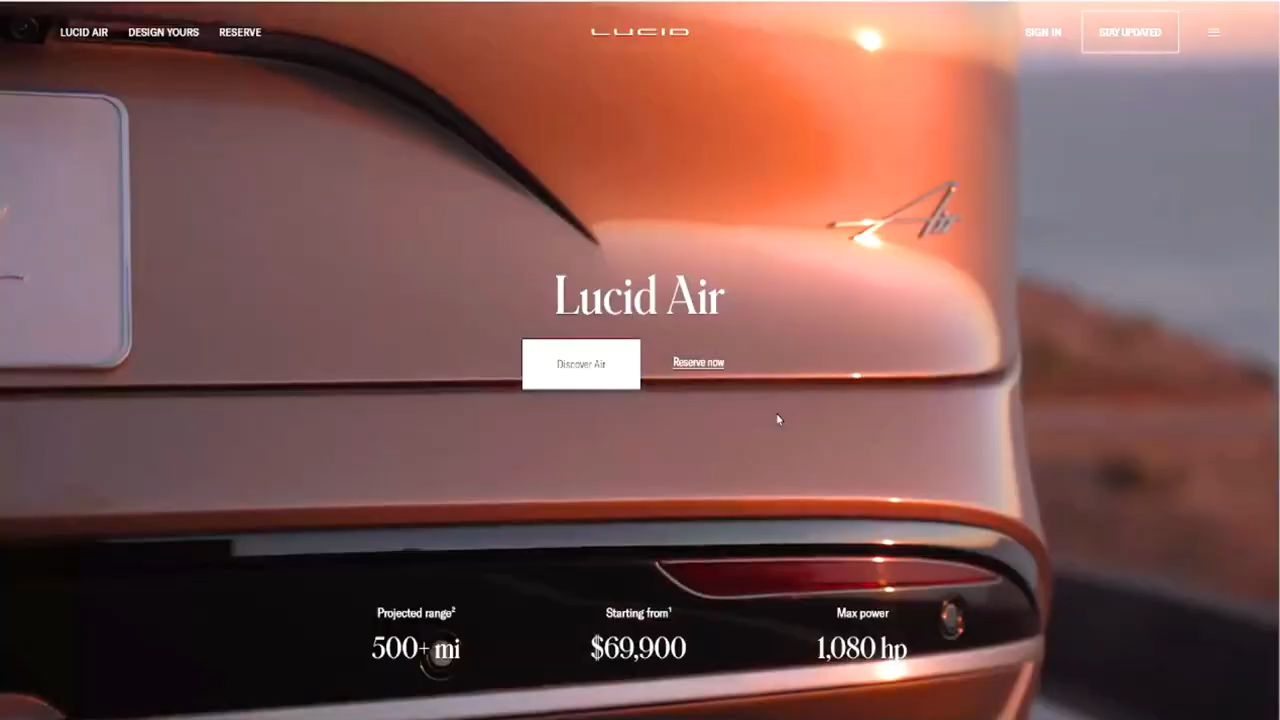 LUCID AIR DESIGN YOURS RESERVE LUCID SIGN IN STAY UPDATED
Air
Lucid Air
Discover Air Reserve now
Projected range² Starting from¹ Max power
500+ mi $69,900 1,080 hp